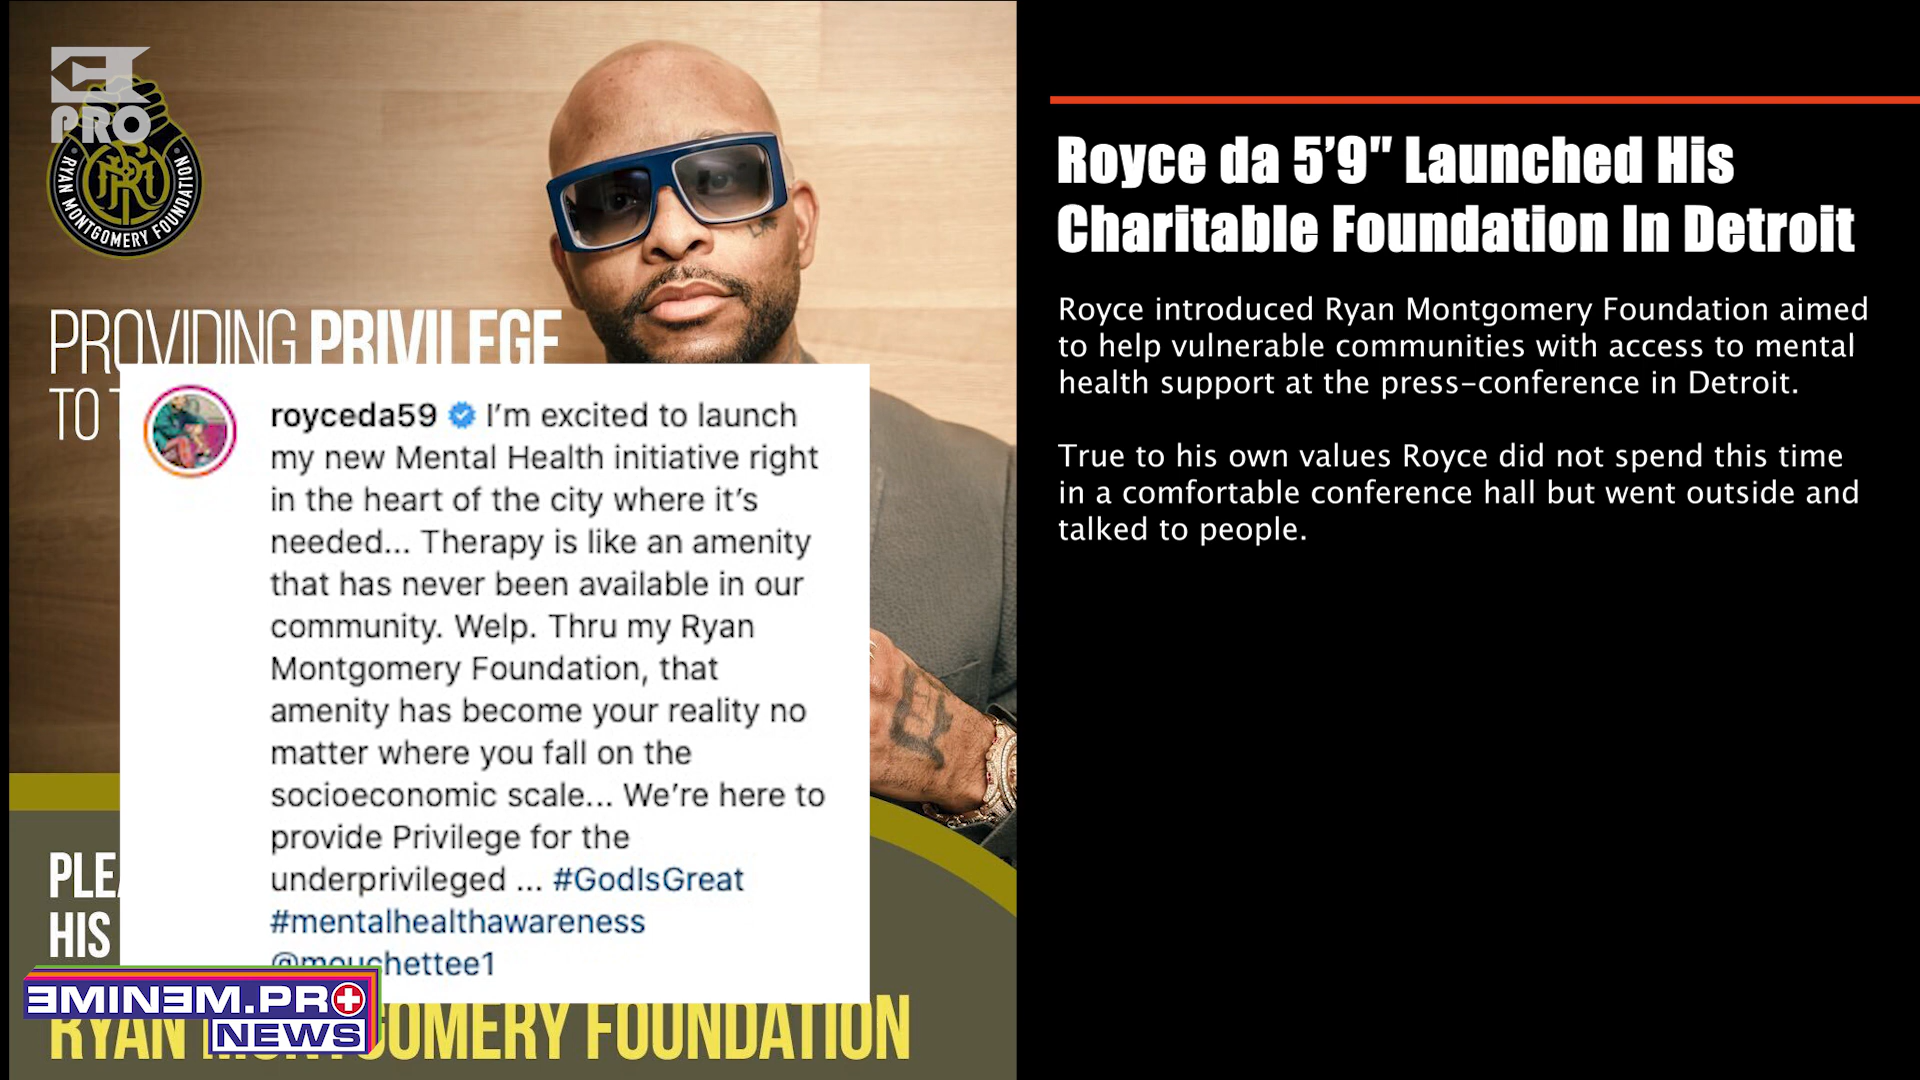 PRO
RYAN MONTGOMERY FOUNDATION
PROVIDING PRIVILEGE
royceda59 I'm excited to launch
my new Mental Health initiative right
in the heart of the city where it's
needed... Therapy is like an amenity
that has never been available in our
community. Welp. Thru my Ryan
Montgomery Foundation, that
amenity has become your reality no
matter where you fall on the
socioeconomic scale... We're here to
provide Privilege for the
underprivileged ... #GodIsGreat
#mentalhealthawareness
@mouchettee1
HIS
RYAN MONTGOMERY FOUNDATION
EMINEM.PRO
NEWS
Royce da 5’9″ Launched His
Charitable Foundation In Detroit
Royce introduced Ryan Montgomery Foundation aimed
to help vulnerable communities with access to mental
health support at the press-conference in Detroit.
True to his own values Royce did not spend this time
in a comfortable conference hall but went outside and
talked to people.